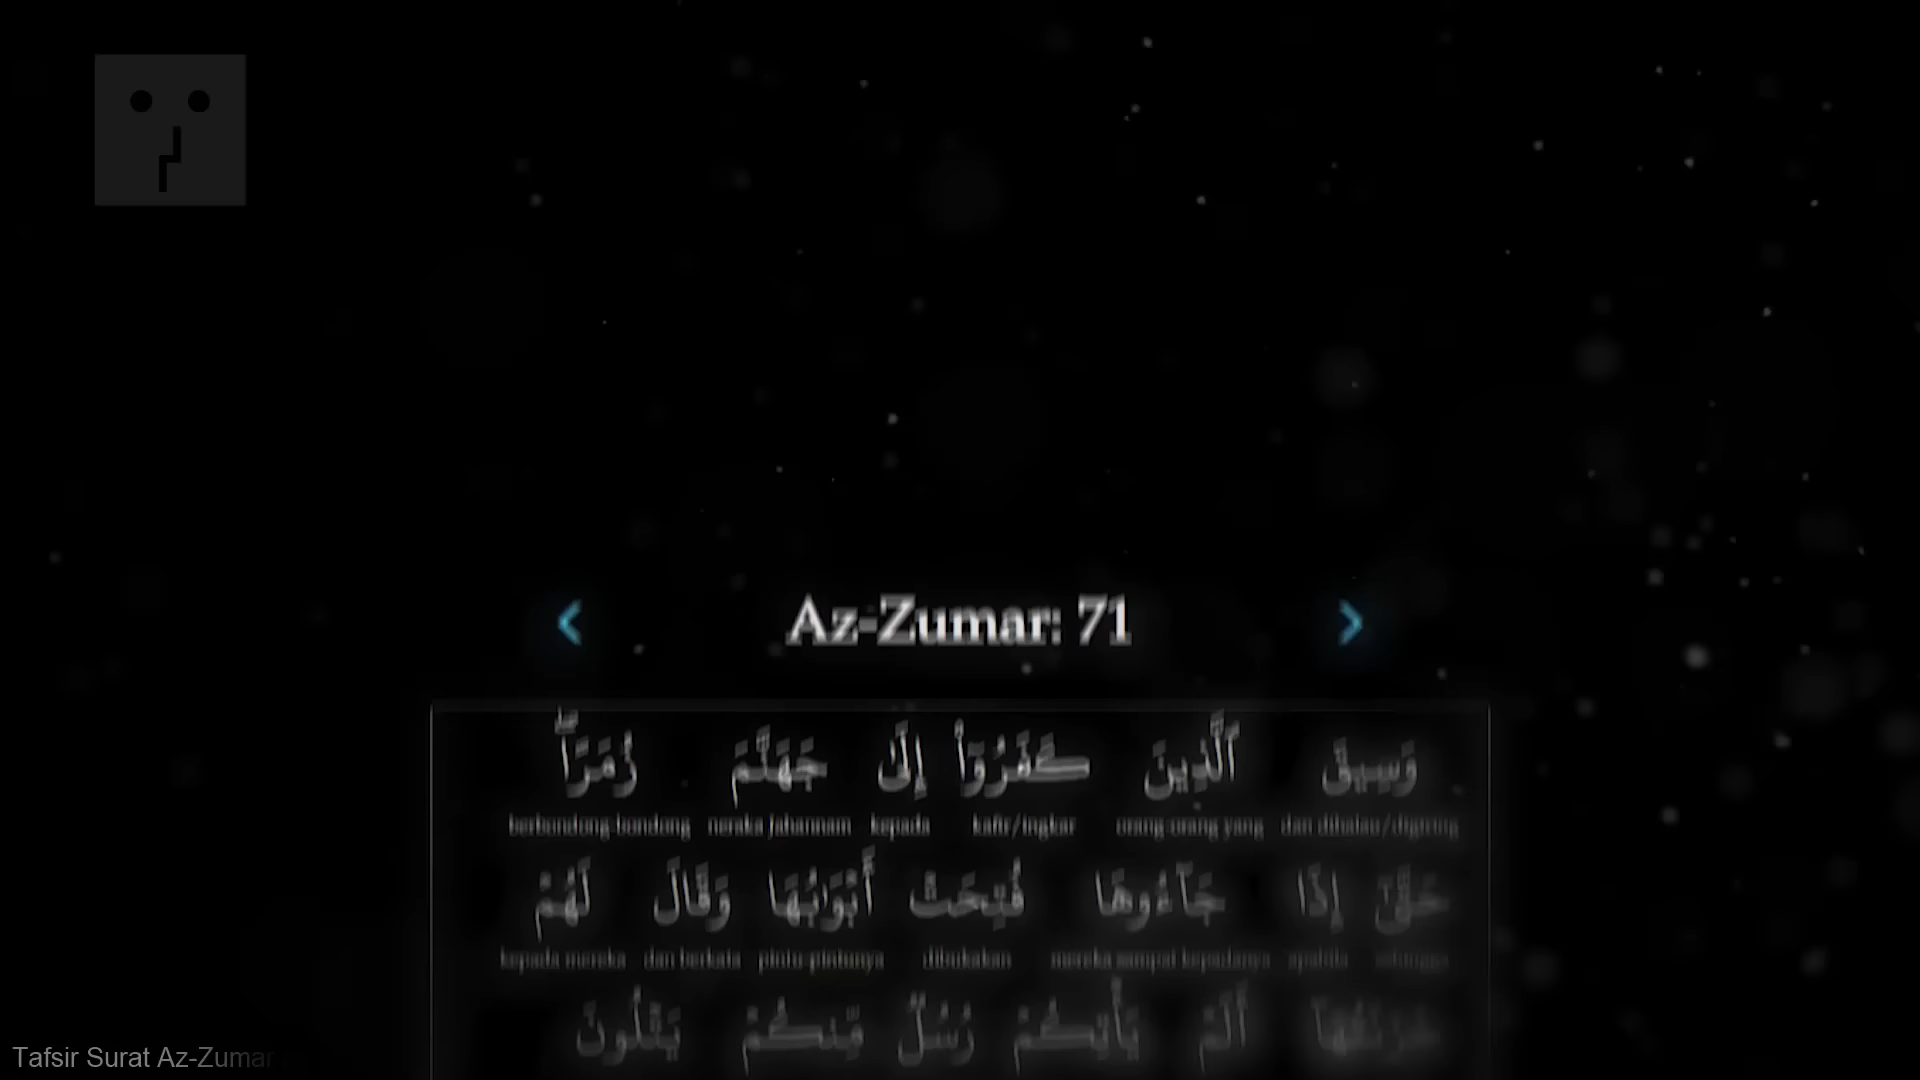 Az-Zumar: 71
وَسِيقَ ٱلَّذِينَ كَفَرُوٓا۟ إِلَىٰ جَهَنَّمَ زُمَرًا ۖ
dan dihalau/digiring orang-orang yang kafir/ingkar kepada neraka Jahannam berbondong-bondong
حَتَّىٰٓ إِذَا جَآءُوهَا فُتِحَتْ أَبْوَٰبُهَا وَقَالَ لَهُمْ
sehingga apabila mereka sampai kepadanya dibukakan pintu-pintunya dan berkata kepada mereka
خَزَنَتُهَآ أَلَمْ يَأْتِكُمْ رُسُلٌ مِّنكُمْ يَتْلُونَ
Tafsir Surat Az-Zumar